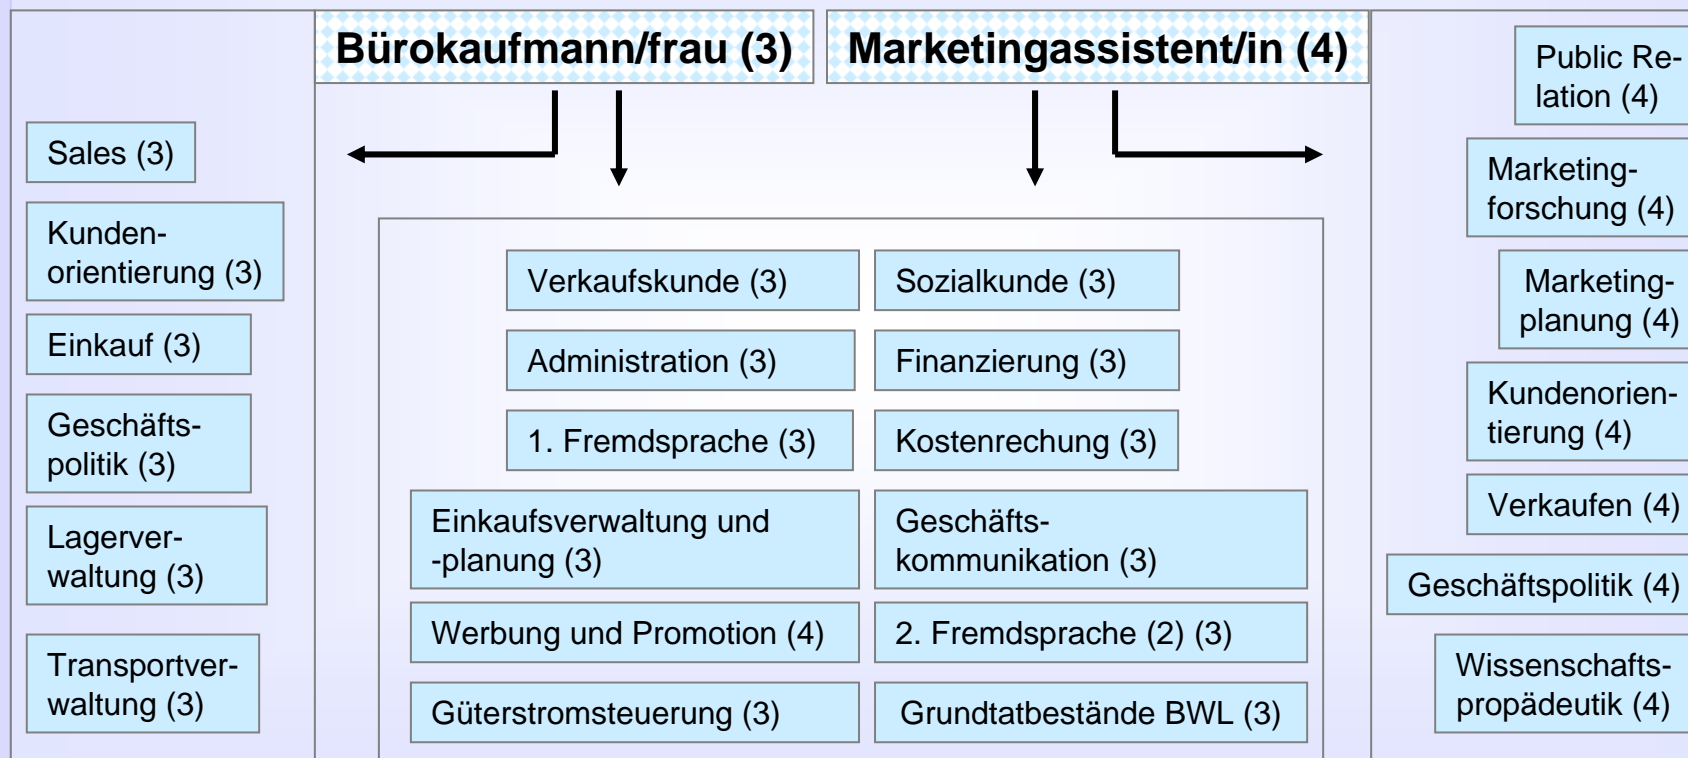 Bürokaufmann/frau (3)
Marketingassistent/in (4)
Sales (3)
Kunden-
orientierung (3)
Einkauf (3)
Geschäfts-
politik (3)
Lagerver-
waltung (3)
Transportver-
waltung (3)
Verkaufskunde (3)
Sozialkunde (3)
Administration (3)
Finanzierung (3)
1. Fremdsprache (3)
Kostenrechung (3)
Einkaufsverwaltung und
-planung (3)
Geschäfts-
kommunikation (3)
Werbung und Promotion (4)
2. Fremdsprache (2) (3)
Güterstromsteuerung (3)
Grundtatbestände BWL (3)
Public Re-
lation (4)
Marketing-
forschung (4)
Marketing-
planung (4)
Kundenorien-
tierung (4)
Verkaufen (4)
Geschäftspolitik (4)
Wissenschafts-
propädeutik (4)